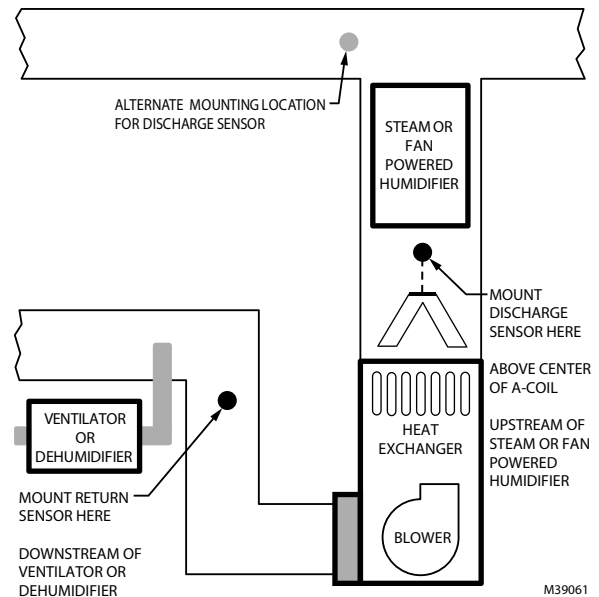 ALTERNATE MOUNTING LOCATION
FOR DISCHARGE SENSOR
STEAM OR
FAN
POWERED
HUMIDIFIER
MOUNT
DISCHARGE
SENSOR HERE
ABOVE CENTER
OF A-COIL
UPSTREAM OF
STEAM OR FAN
POWERED
HUMIDIFIER
HEAT
EXCHANGER
BLOWER
VENTILATOR
OR
DEHUMIDIFIER
MOUNT RETURN
SENSOR HERE
DOWNSTREAM OF
VENTILATOR OR
DEHUMIDIFIER
M39061